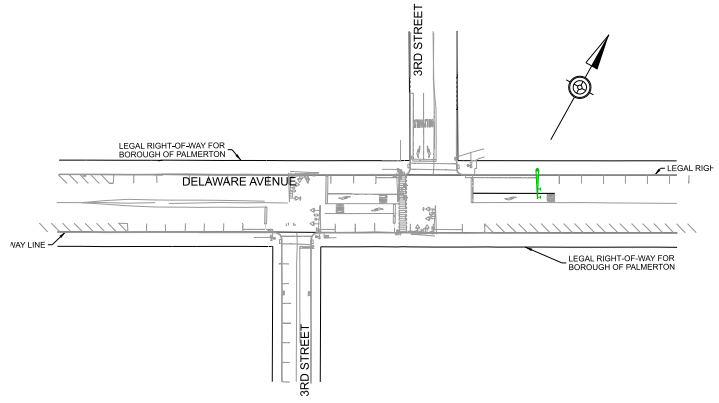 3RD STREET
LEGAL RIGHT-OF-WAY FOR
BOROUGH OF PALMERTON
LEGAL RIGH
DELAWARE AVENUE
WAY LINE
LEGAL RIGHT-OF-WAY FOR
BOROUGH OF PALMERTON
3RD STREET